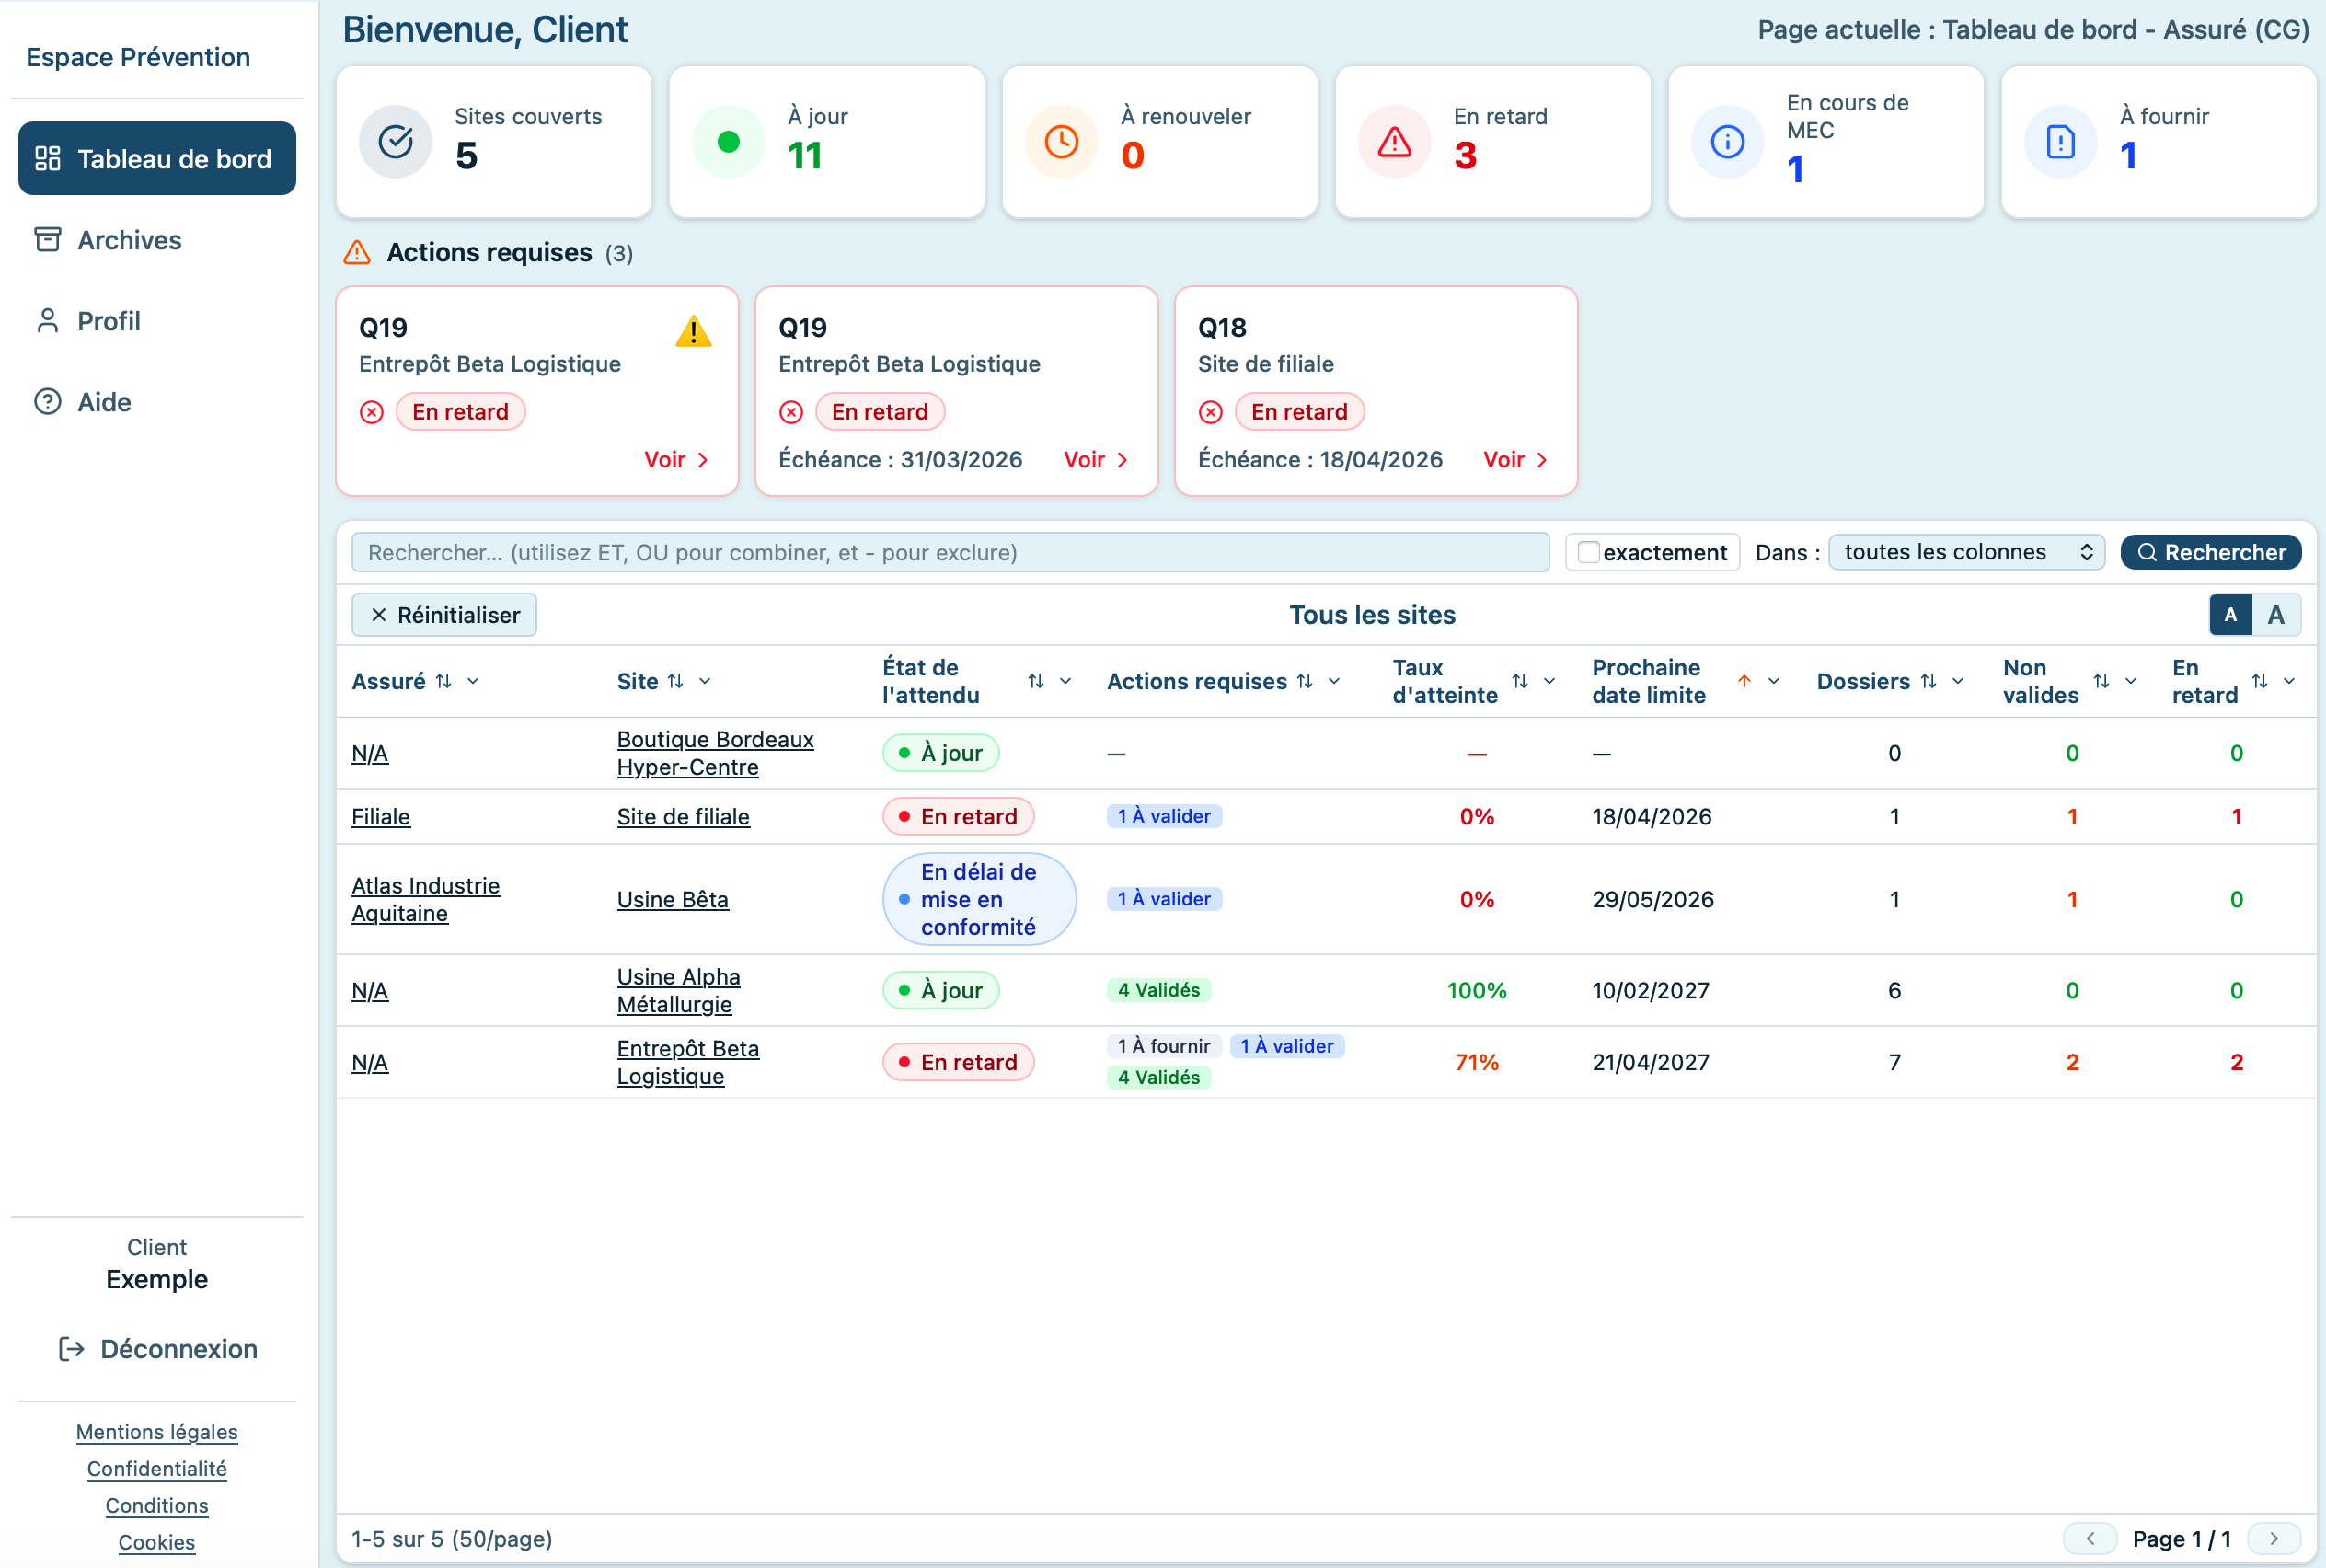 Espace Prévention
Tableau de bord
Archives
Profil
Aide
Client
Exemple
Déconnexion
Mentions légales
Confidentialité
Conditions
Cookies
Bienvenue, Client
Page actuelle : Tableau de bord - Assuré (CG)
Sites couverts
5
À jour
11
À renouveler
0
En retard
3
En cours de
MEC
1
À fournir
1
Actions requises (3)
Q19
Entrepôt Beta Logistique
En retard
Voir
Q19
Entrepôt Beta Logistique
En retard
Échéance : 31/03/2026 Voir
Q18
Site de filiale
En retard
Échéance : 18/04/2026 Voir
Rechercher... (utilisez ET, OU pour combiner, et - pour exclure) exactement Dans : toutes les colonnes Rechercher
Réinitialiser Tous les sites A A
Assuré
Site
État de
l'attendu
Actions requises
Taux
d'atteinte
Prochaine
date limite
Dossiers
Non
valides
En
retard
N/A
Boutique Bordeaux
Hyper-Centre
À jour
—
—
—
0
0
0
Filiale
Site de filiale
En retard
1 À valider
0%
18/04/2026
1
1
1
Atlas Industrie
Aquitaine
Usine Bêta
En délai de
mise en
conformité
1 À valider
0%
29/05/2026
1
1
0
N/A
Usine Alpha
Métallurgie
À jour
4 Validés
100%
10/02/2027
6
0
0
N/A
Entrepôt Beta
Logistique
En retard
1 À fournir 1 À valider
4 Validés
71%
21/04/2027
7
2
2
1-5 sur 5 (50/page)
Page 1 / 1